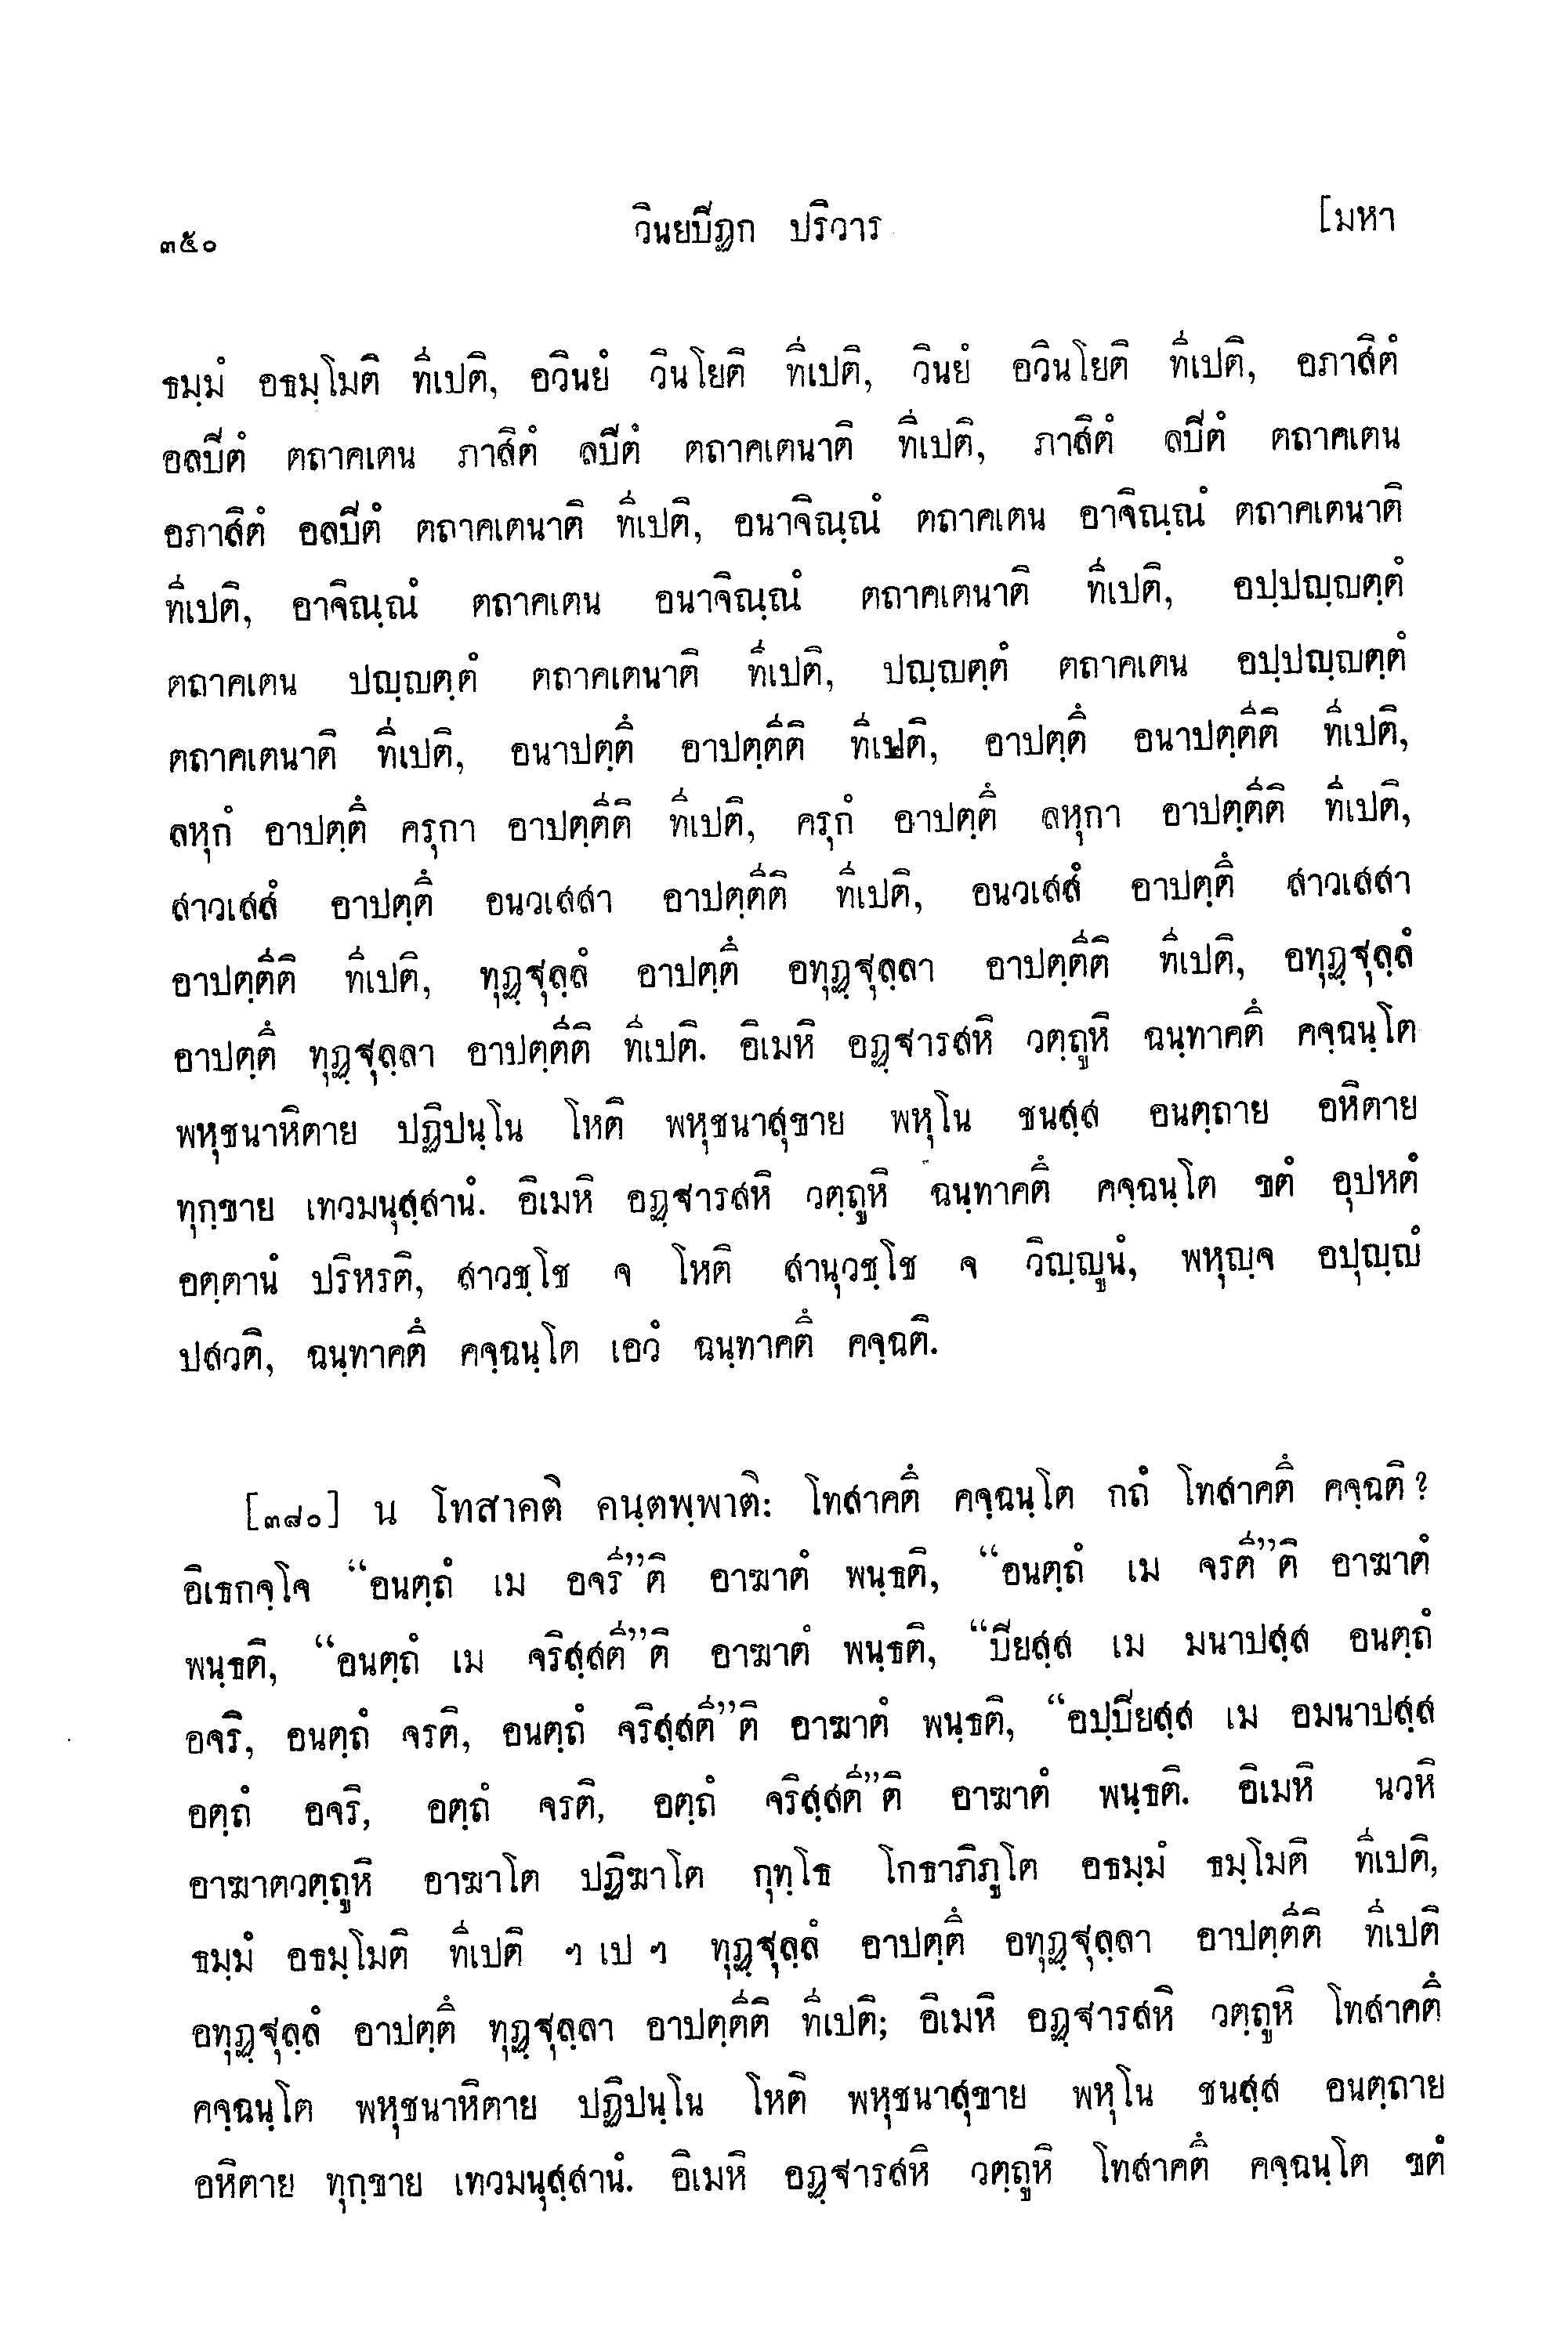 ๓๕๐ วินยปิฏก ปริวาร [มหา
ธมฺมํ อธมฺโมติ ทีเปติ, อวินยํ วินโยติ ทีเปติ, วินยํ อวินโยติ ทีเปติ, อภาสิตํ
อลปิตํ ตถาคเตน ภาสิตํ ลปิตํ ตถาคเตนาติ ทีเปติ, ภาสิตํ ลปิตํ ตถาคเตน
อภาสิตํ อลปิตํ ตถาคเตนาติ ทีเปติ, อนาจิณฺณํ ตถาคเตน อาจิณฺณํ ตถาคเตนาติ
ทีเปติ, อาจิณฺณํ ตถาคเตน อนาจิณฺณํ ตถาคเตนาติ ทีเปติ, อปฺปญฺญตฺตํ
ตถาคเตน ปญฺญตฺตํ ตถาคเตนาติ ทีเปติ, ปญฺญตฺตํ ตถาคเตน อปฺปญฺญตฺตํ
ตถาคเตนาติ ทีเปติ, อนาปตฺตึ อาปตฺตีติ ทีเปติ, อาปตฺตึ อนาปตฺตีติ ทีเปติ,
ลหุกํ อาปตฺตึ ครุกา อาปตฺตีติ ทีเปติ, ครุกํ อาปตฺตึ ลหุกา อาปตฺตีติ ทีเปติ,
สาวเสสํ อาปตฺตึ อนวเสสา อาปตฺตีติ ทีเปติ, อนวเสสํ อาปตฺตึ สาวเสสา
อาปตฺตีติ ทีเปติ, ทุฏฺฐุลฺลํ อาปตฺตึ อทุฏฺฐุลฺลา อาปตฺตีติ ทีเปติ, อทุฏฺฐุลฺลํ
อาปตฺตึ ทุฏฺฐุลฺลา อาปตฺตีติ ทีเปติ. อิเมหิ อฏฺฐารสหิ วตฺถูหิ ฉนฺทาคตึ คจฺฉนฺโต
พหุชนาหิตาย ปฏิปนฺโน โหติ พหุชนาสุขาย พหุโน ชนสฺส อนตฺถาย อหิตาย
ทุกฺขาย เทวมนุสฺสานํ. อิเมหิ อฏฺฐารสหิ วตฺถูหิ ฉนฺทาคตึ คจฺฉนฺโต ขตํ อุปหตํ
อตฺตานํ ปริหรติ, สาวชฺโช จ โหติ สานุวชฺโช จ วิญฺญูนํ, พหุญฺจ อปุญฺญํ
ปสวติ, ฉนฺทาคตึ คจฺฉนฺโต เอวํ ฉนฺทาคตึ คจฺฉติ.
[๓๘๐] น โทสาคติ คนฺตพฺพาติ: โทสาคตึ คจฺฉนฺโต กถํ โทสาคตึ คจฺฉติ?
อิเธกจฺโจ “อนตฺถํ เม อจรี”ติ อาฆาตํ พนฺธติ, “อนตฺถํ เม จรตี”ติ อาฆาตํ
พนฺธติ, “อนตฺถํ เม จริสฺสตี”ติ อาฆาตํ พนฺธติ, “ปิยสฺส เม มนาปสฺส อนตฺถํ
อจริ, อนตฺถํ จรติ, อนตฺถํ จริสฺสตี”ติ อาฆาตํ พนฺธติ, “อปฺปิยสฺส เม อมนาปสฺส
อตฺถํ อจริ, อตฺถํ จรติ, อตฺถํ จริสฺสตี”ติ อาฆาตํ พนฺธติ. อิเมหิ นวหิ
อาฆาตวตฺถูหิ อาฆาโต ปฏิฆาโต กุทฺโธ โกธาภิภูโต อธมฺมํ ธมฺโมติ ทีเปติ,
ธมฺมํ อธมฺโมติ ทีเปติ ฯ เป ฯ ทุฏฺฐุลฺลํ อาปตฺตึ อทุฏฺฐุลฺลา อาปตฺตีติ ทีเปติ
อทุฏฺฐุลฺลํ อาปตฺตึ ทุฏฺฐุลฺลา อาปตฺตีติ ทีเปติ; อิเมหิ อฏฺฐารสหิ วตฺถูหิ โทสาคตึ
คจฺฉนฺโต พหุชนาหิตาย ปฏิปนฺโน โหติ พหุชนาสุขาย พหุโน ชนสฺส อนตฺถาย
อหิตาย ทุกฺขาย เทวมนุสฺสานํ. อิเมหิ อฏฺฐารสหิ วตฺถูหิ โทสาคตึ คจฺฉนฺโต ขตํ